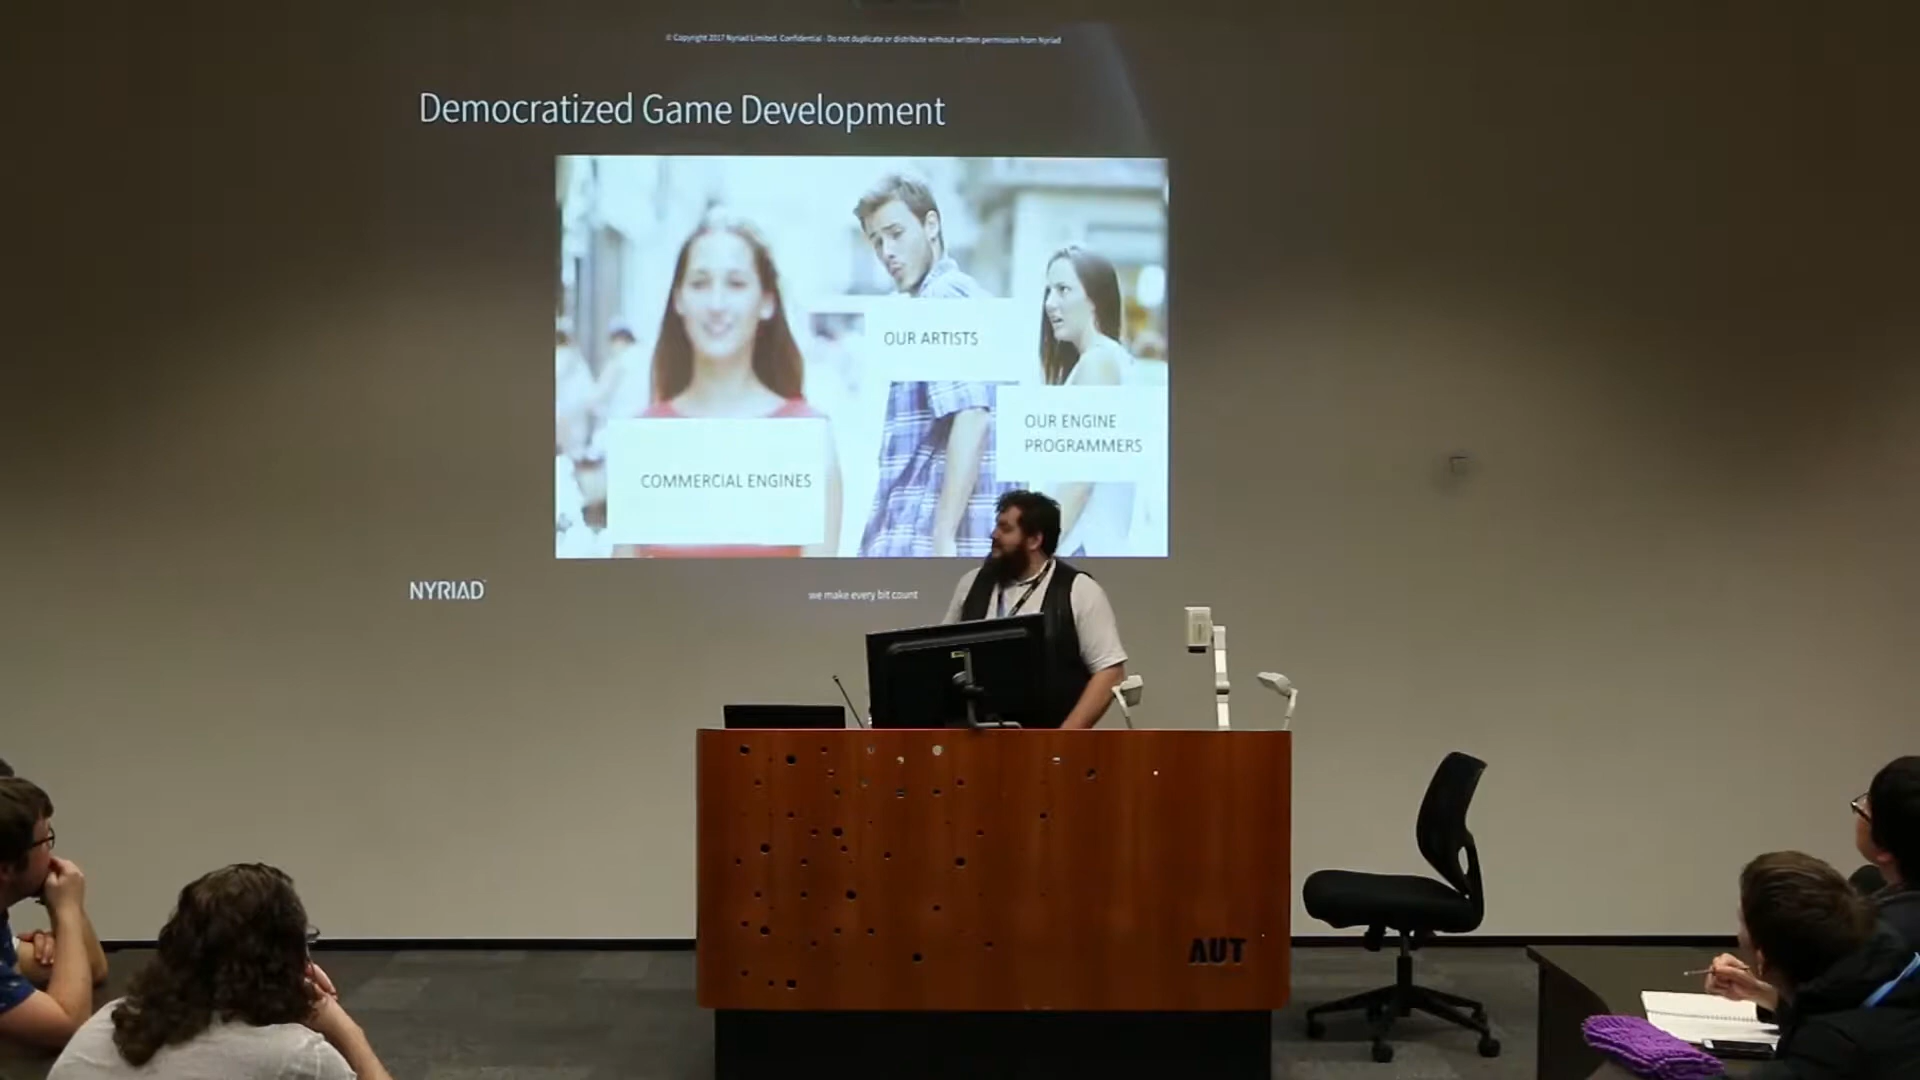 © Copyright 2017 Nyriad Limited. Confidential - Do not duplicate or distribute without written permission from Nyriad
Democratized Game Development
OUR ARTISTS
OUR ENGINE
PROGRAMMERS
COMMERCIAL ENGINES
NYRIAD
we make every bit count
AUT